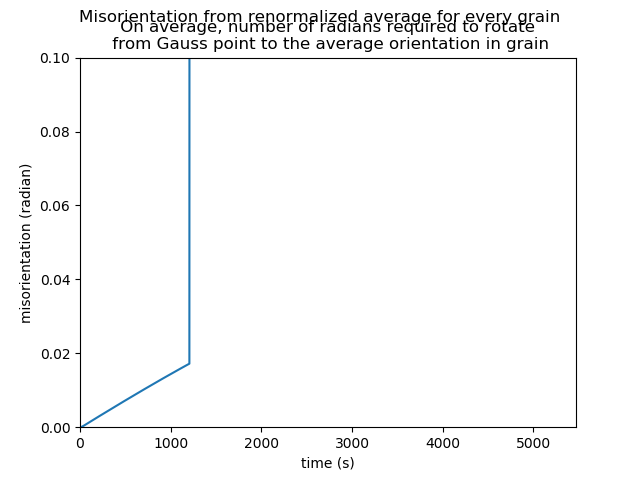 Misorientation from renormalized average for every grain
On average, number of radians required to rotate
from Gauss point to the average orientation in grain
0.10
0.08
0.06
0.04
0.02
0.00
misorientation (radian)
0 1000 2000 3000 4000 5000
time (s)